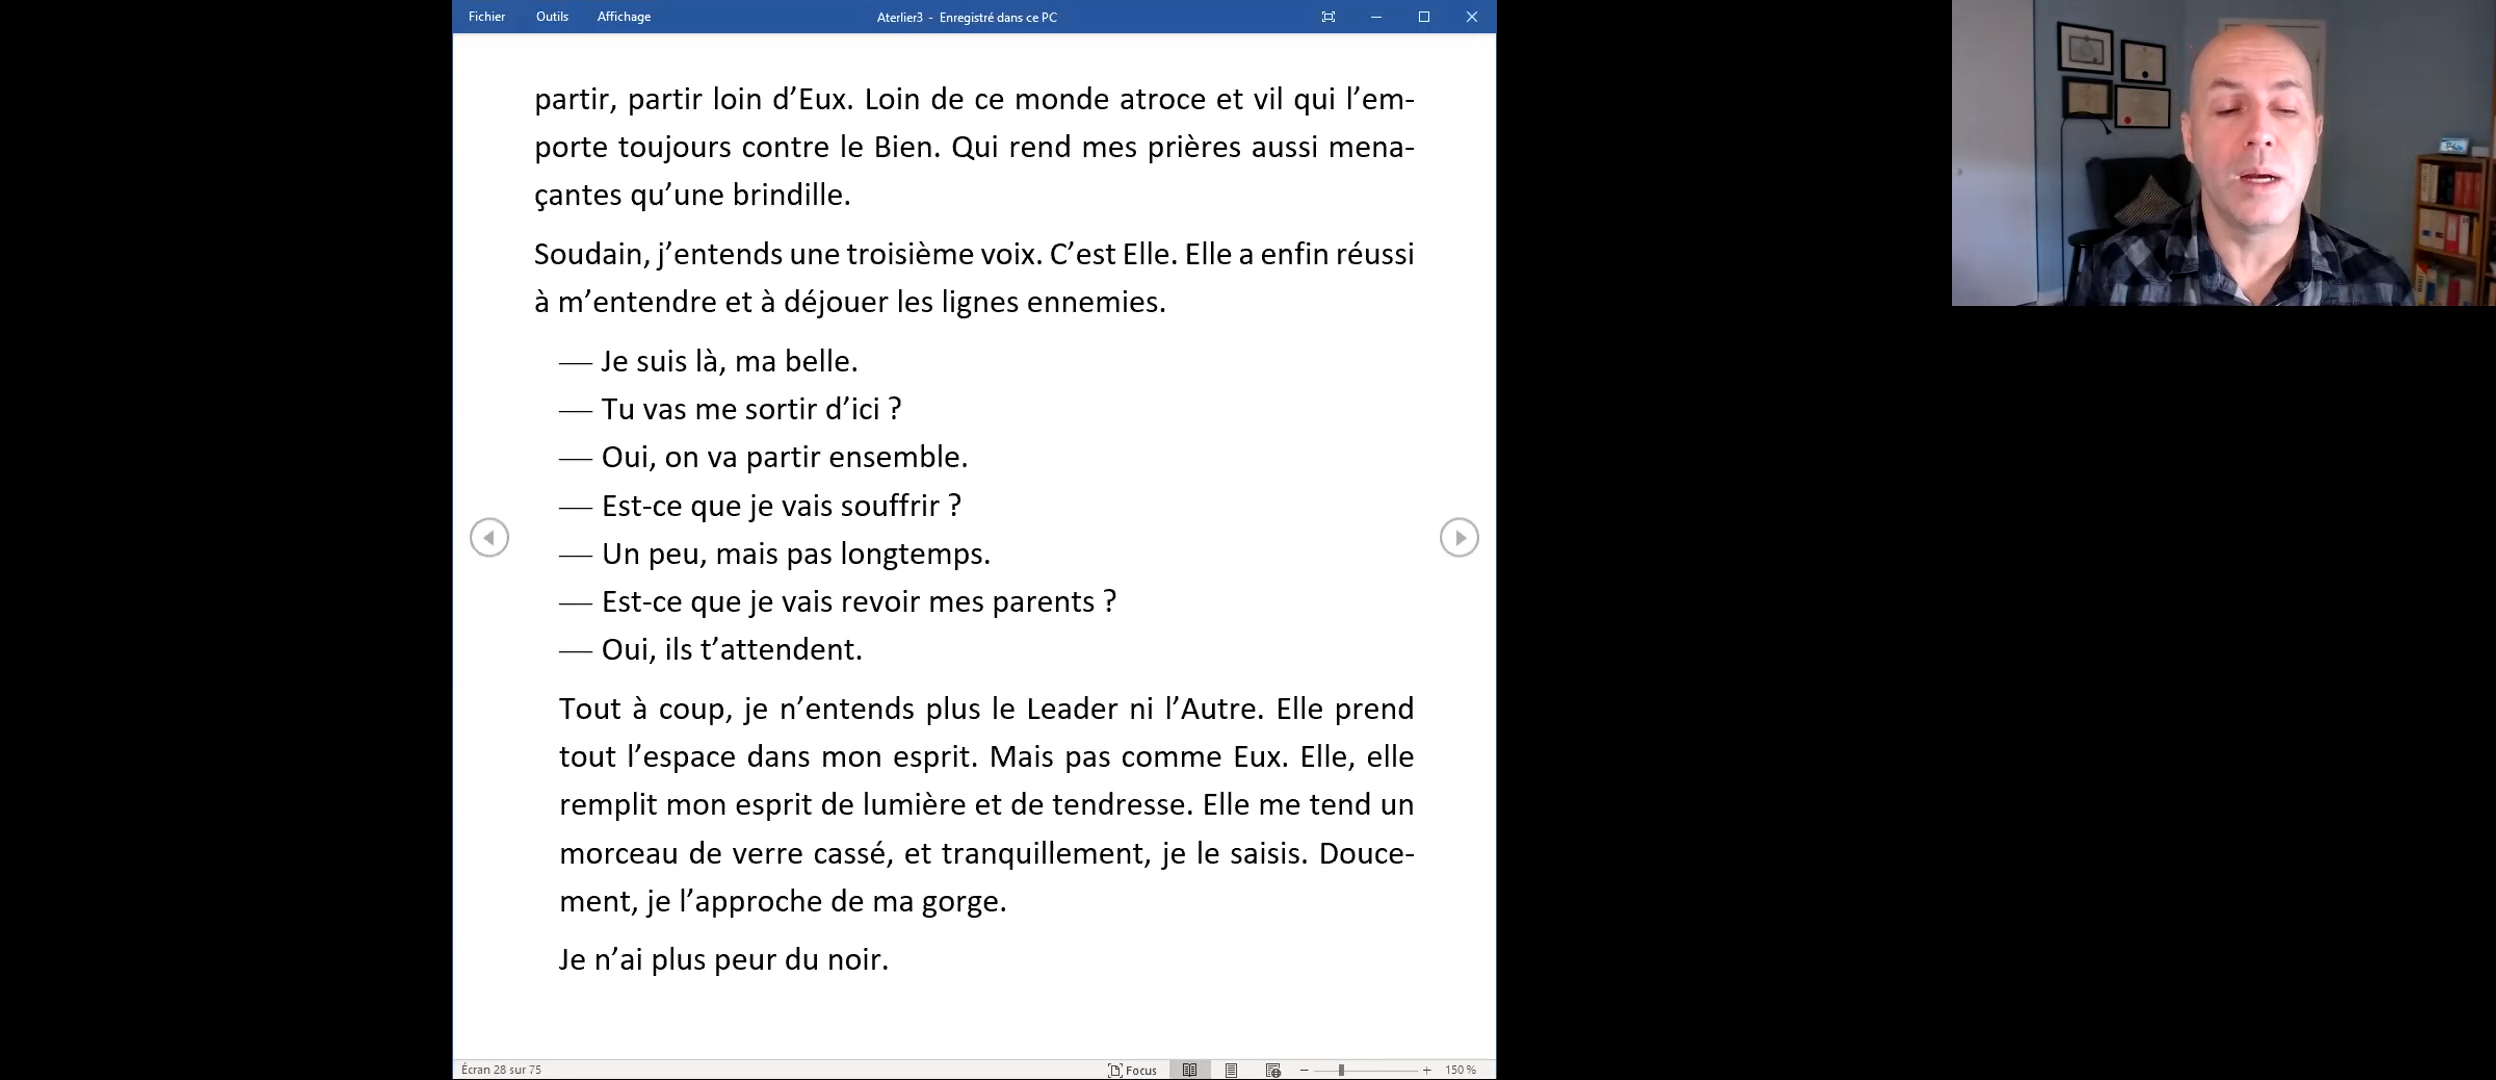 Fichier Outils Affichage Aterlier3 - Enregistré dans ce PC
partir, partir loin d’Eux. Loin de ce monde atroce et vil qui l’em-
porte toujours contre le Bien. Qui rend mes prières aussi mena-
çantes qu’une brindille.
Soudain, j’entends une troisième voix. C’est Elle. Elle a enfin réussi
à m’entendre et à déjouer les lignes ennemies.
— Je suis là, ma belle.
— Tu vas me sortir d’ici ?
— Oui, on va partir ensemble.
— Est-ce que je vais souffrir ?
— Un peu, mais pas longtemps.
— Est-ce que je vais revoir mes parents ?
— Oui, ils t’attendent.
Tout à coup, je n’entends plus le Leader ni l’Autre. Elle prend
tout l’espace dans mon esprit. Mais pas comme Eux. Elle, elle
remplit mon esprit de lumière et de tendresse. Elle me tend un
morceau de verre cassé, et tranquillement, je le saisis. Douce-
ment, je l’approche de ma gorge.
Je n’ai plus peur du noir.
Écran 28 sur 75 Focus 150 %